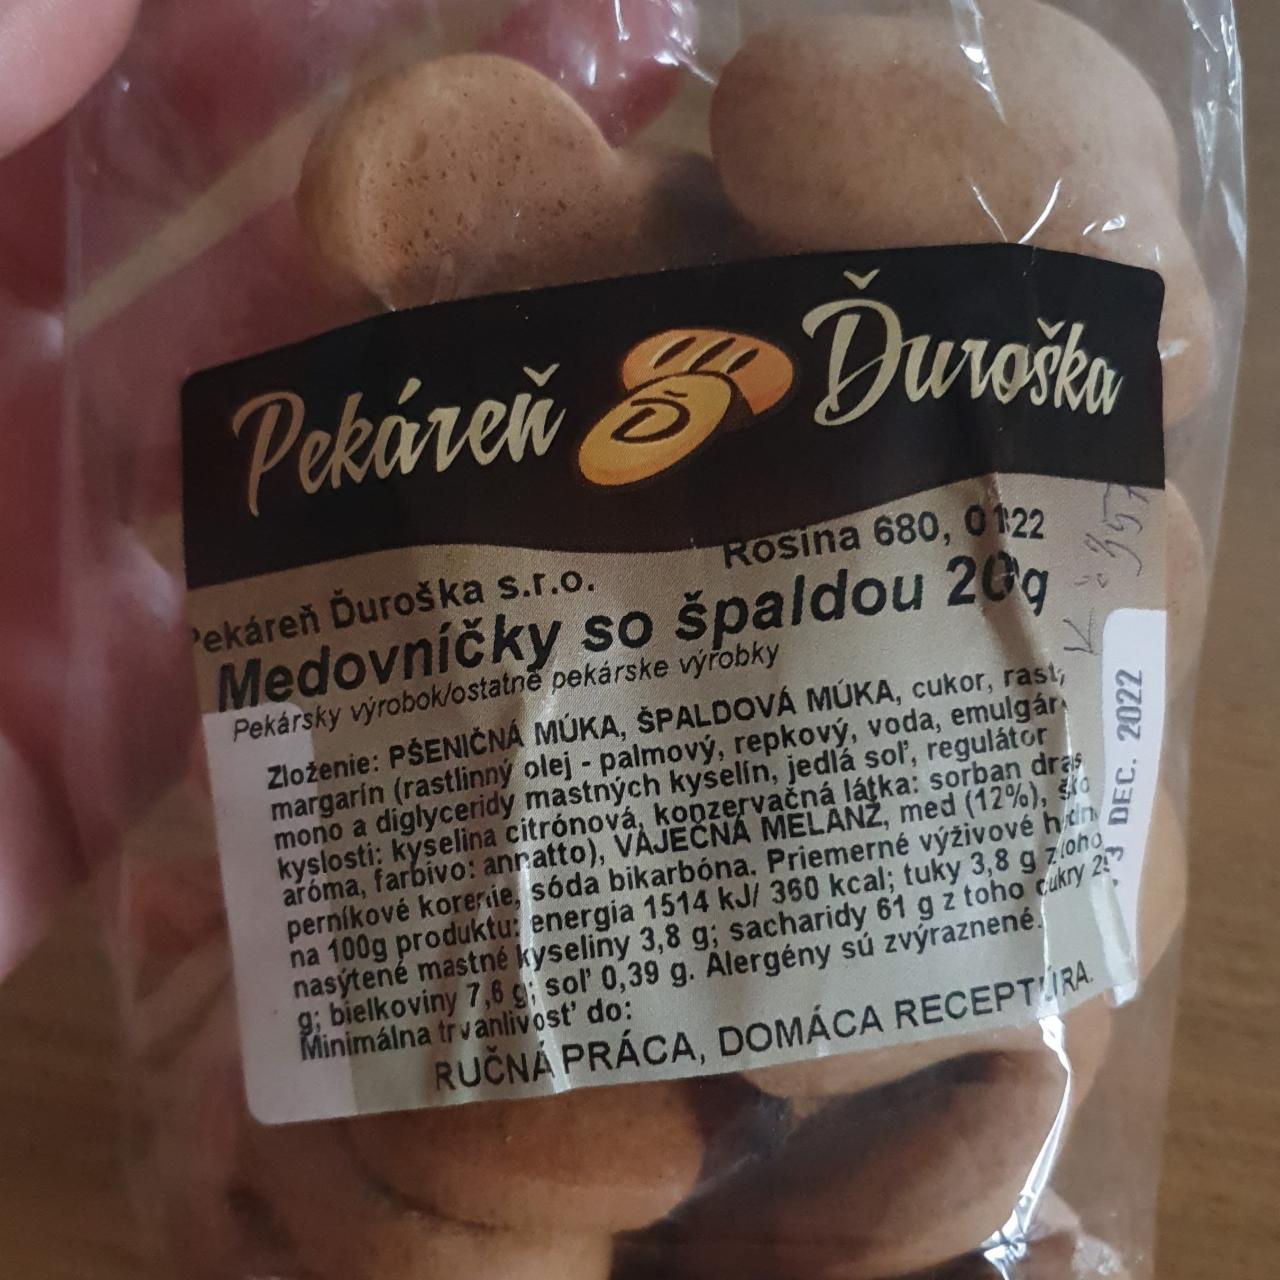 Pekáreň Ďuroška
Rosina 680, 01322
Pekáreň Ďuroška s.r.o.
Medovníčky so špaldou 200g
Pekársky výrobok/ostatné pekárske výrobky
Zloženie: PŠENIČNÁ MÚKA, ŠPALDOVÁ MÚKA, cukor, rast.
margarín (rastlinný olej - palmový, repkový, voda, emulgár
mono a diglyceridy mastných kyselín, jedlá soľ, regulátor
kyslosti: kyselina citrónová, konzervačná látka: sorban dras
aróma, farbivo: annatto), VAJEČNÁ MELANŽ, med (12%),
perníkové korenie, sóda bikarbóna. Priemerné výživové hodn
na 100g produktu: energia 1514 kJ/ 360 kcal; tuky 3,8 g z toho
nasýtené mastné kyseliny 3,8 g; sacharidy 61 g z toho cukry
g; bielkoviny 7,6 g; soľ 0,39 g. Alergény sú zvýraznené.
Minimálna trvanlivosť do:
RUČNÁ PRÁCA, DOMÁCA RECEPTÚRA.
DEC. 2022